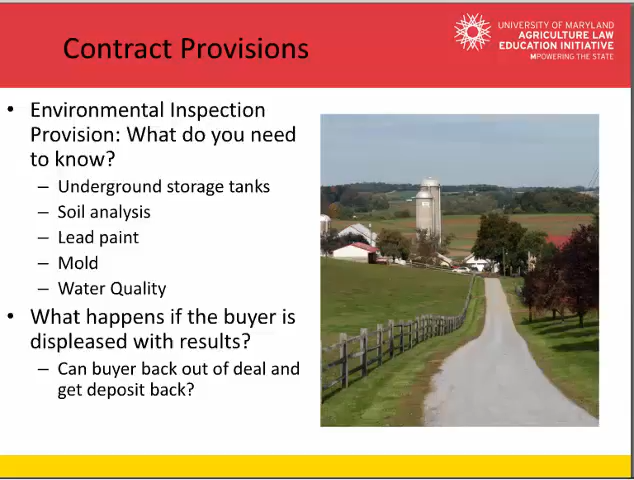 Contract Provisions
UNIVERSITY OF MARYLAND
AGRICULTURE LAW
EDUCATION INITIATIVE
MPOWERING THE STATE
• Environmental Inspection
Provision: What do you need
to know?
– Underground storage tanks
– Soil analysis
– Lead paint
– Mold
– Water Quality
• What happens if the buyer is
displeased with results?
– Can buyer back out of deal and
get deposit back?